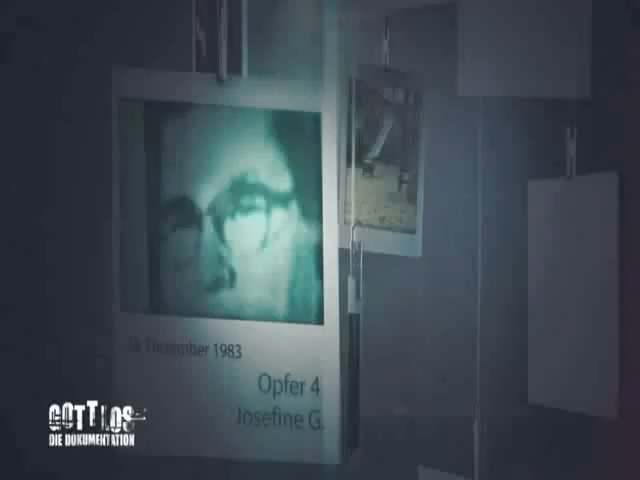 Dezember 1983
Opfer 4
Josefine G.
GOTTLOS
DIE DOKUMENTATION